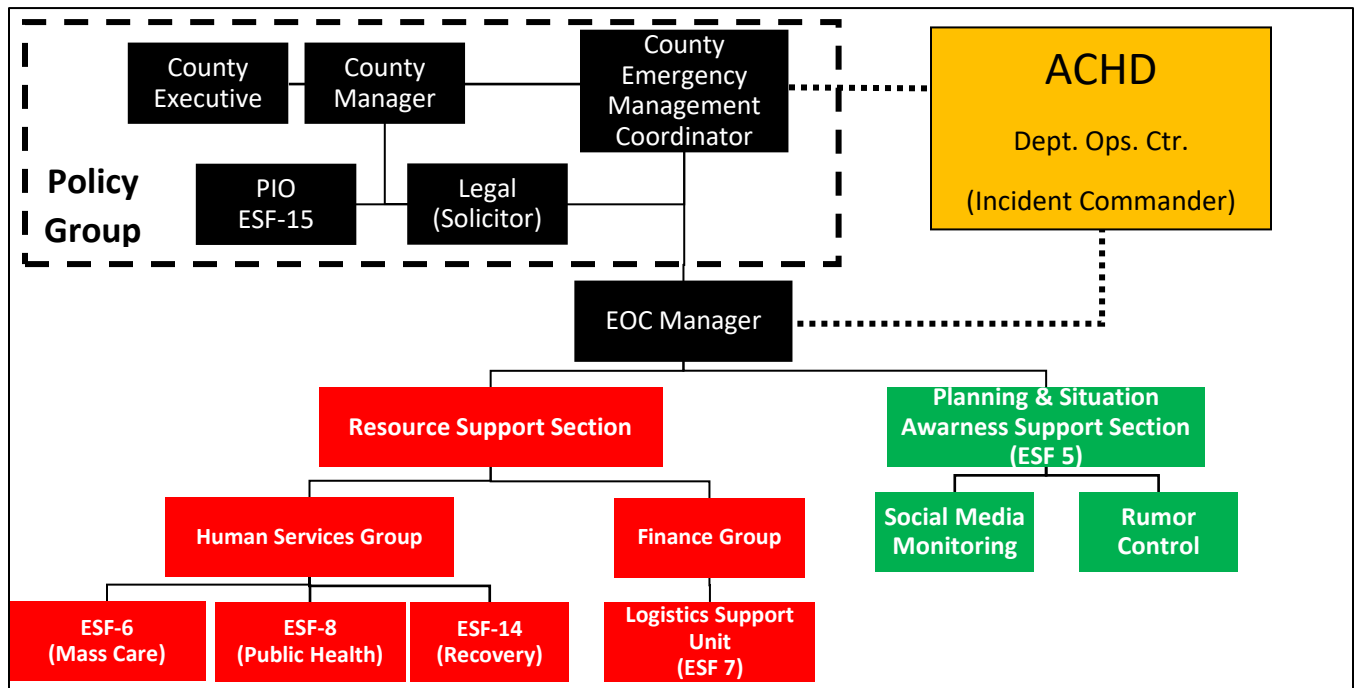 County
Executive
County
Manager
County
Emergency
Management
Coordinator
ACHD
Dept. Ops. Ctr.
(Incident Commander)
Policy
Group
PIO
ESF-15
Legal
(Solicitor)
EOC Manager
Resource Support Section
Planning & Situation
Awarness Support Section
(ESF 5)
Human Services Group
Finance Group
Social Media
Monitoring
Rumor
Control
ESF-6
(Mass Care)
ESF-8
(Public Health)
ESF-14
(Recovery)
Logistics Support
Unit
(ESF 7)